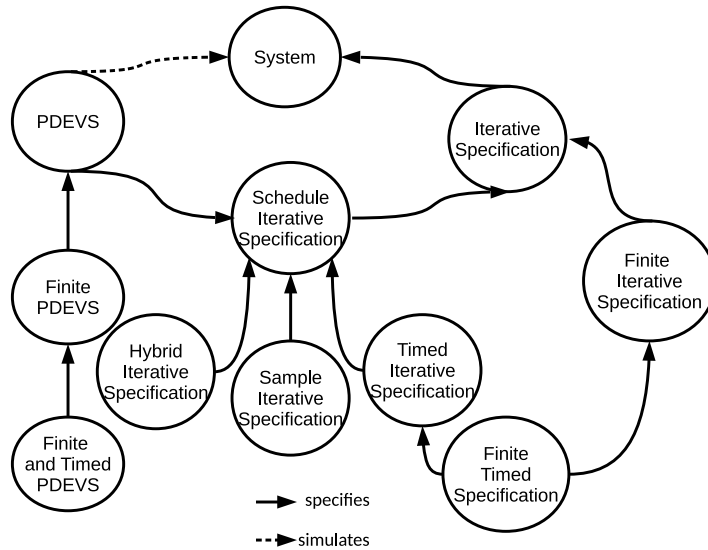 System
PDEVS
Iterative
Specification
Schedule
Iterative
Specification
Finite
Iterative
Specification
Finite
PDEVS
Hybrid
Iterative
Specification
Sample
Iterative
Specification
Timed
Iterative
Specification
Finite
and Timed
PDEVS
Finite
Timed
Specification
specifies
simulates